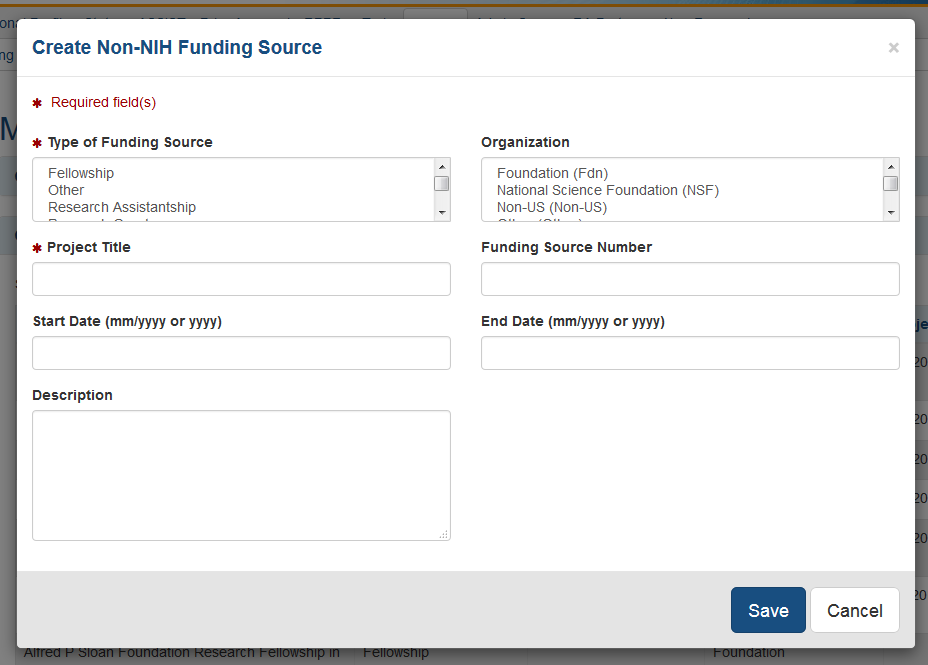 Create Non-NIH Funding Source
×
✱ Required field(s)
✱ Type of Funding Source
Organization
Fellowship
Other
Research Assistantship
Foundation (Fdn)
National Science Foundation (NSF)
Non-US (Non-US)
✱ Project Title
Funding Source Number
Start Date (mm/yyyy or yyyy)
End Date (mm/yyyy or yyyy)
Description
Save
Cancel
Alfred P Sloan Foundation Research Fellowship in
Fellowship
Foundation